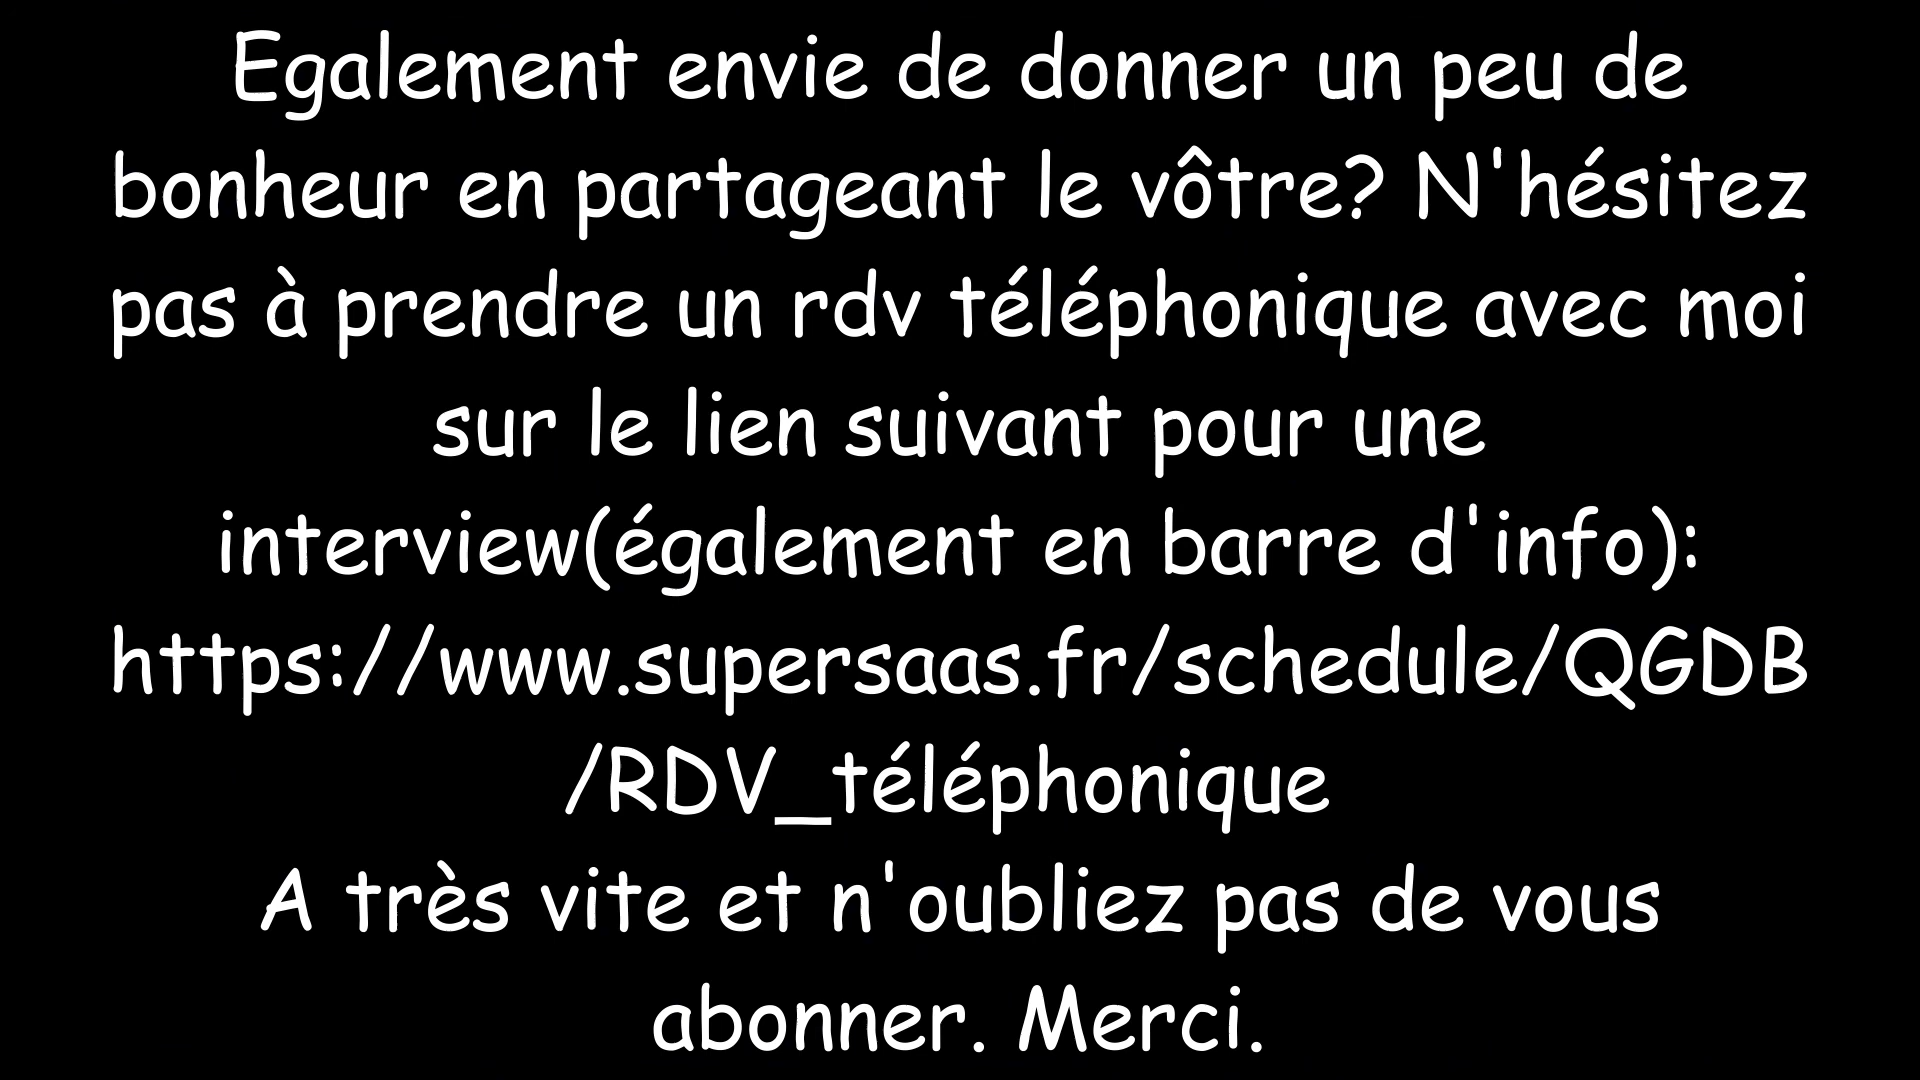 Egalement envie de donner un peu de
bonheur en partageant le vôtre? N'hésitez
pas à prendre un rdv téléphonique avec moi
sur le lien suivant pour une
interview(également en barre d'info):
https://www.supersaas.fr/schedule/QGDB
/RDV_téléphonique
A très vite et n'oubliez pas de vous
abonner. Merci.